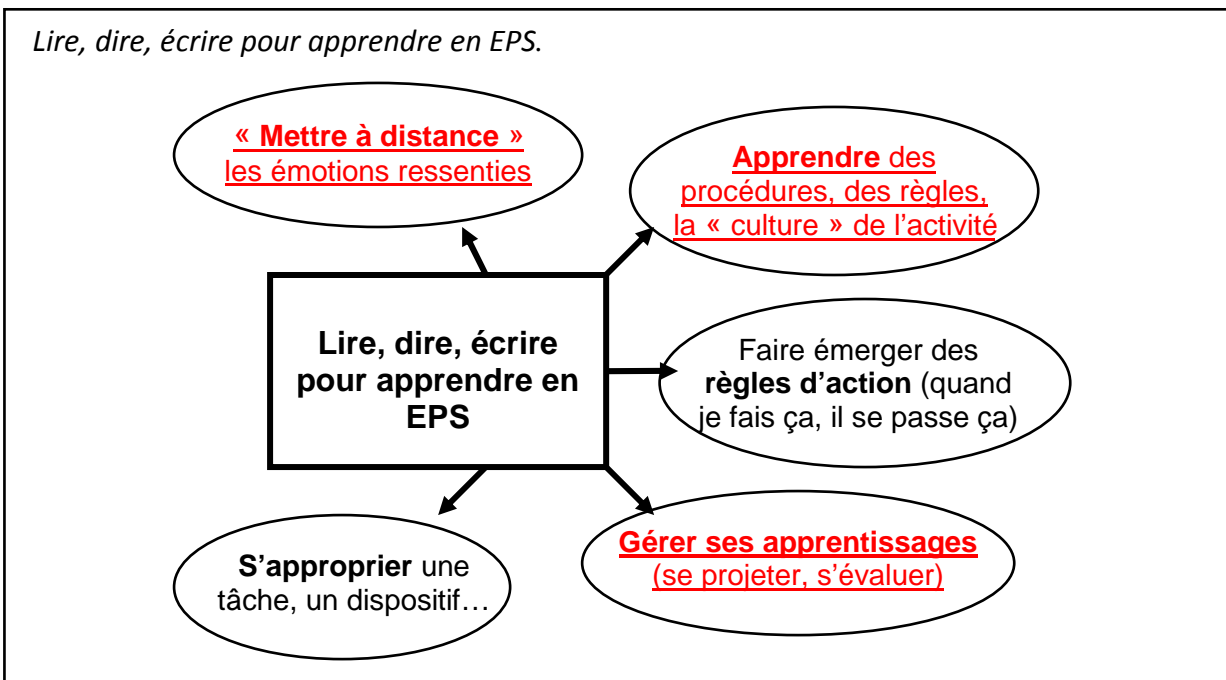 Lire, dire, écrire pour apprendre en EPS.
« Mettre à distance »
les émotions ressenties
Apprendre des
procédures, des règles,
la « culture » de l’activité
Lire, dire, écrire
pour apprendre en
EPS
Faire émerger des
règles d’action (quand
je fais ça, il se passe ça)
S’approprier une
tâche, un dispositif…
Gérer ses apprentissages
(se projeter, s’évaluer)